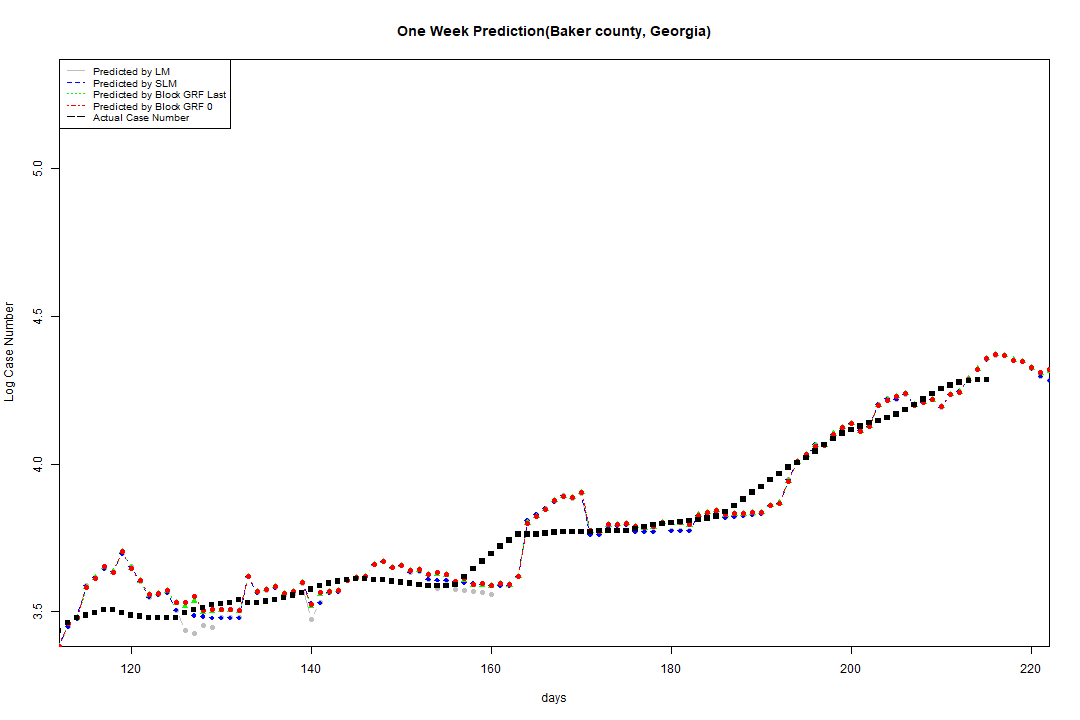 One Week Prediction(Baker county, Georgia)
Predicted by LM
Predicted by SLM
Predicted by Block GRF Last
Predicted by Block GRF 0
Actual Case Number
5.0
4.5
4.0
3.5
Log Case Number
120 140 160 180 200 220
days